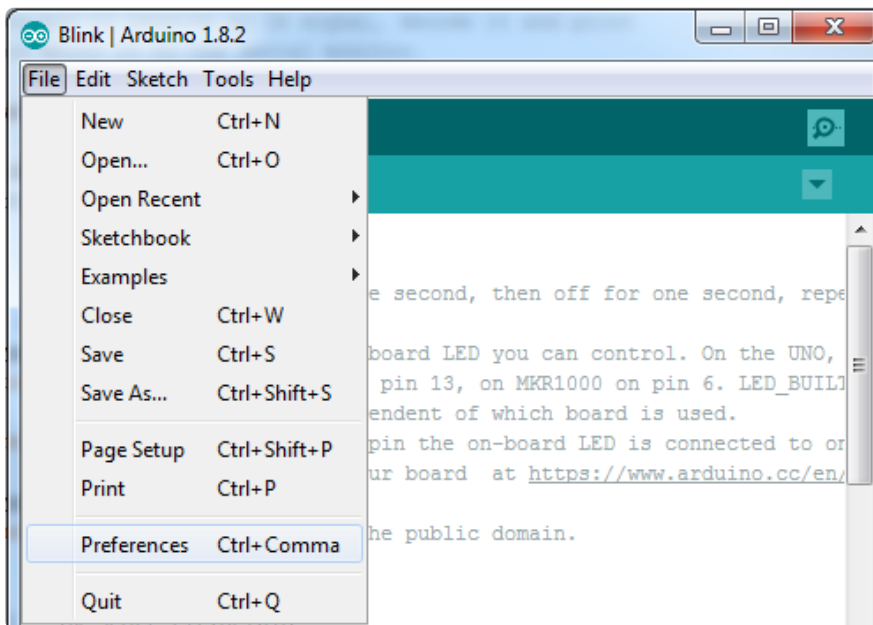 Blink | Arduino 1.8.2
File Edit Sketch Tools Help
New Ctrl+N
Open... Ctrl+O
Open Recent
Sketchbook
Examples
Close Ctrl+W
Save Ctrl+S
Save As... Ctrl+Shift+S
Page Setup Ctrl+Shift+P
Print Ctrl+P
Preferences Ctrl+Comma
Quit Ctrl+Q
e second, then off for one second, repe
board LED you can control. On the UNO,
pin 13, on MKR1000 on pin 6. LED_BUILT
endent of which board is used.
pin the on-board LED is connected to on
ur board at https://www.arduino.cc/en/
he public domain.